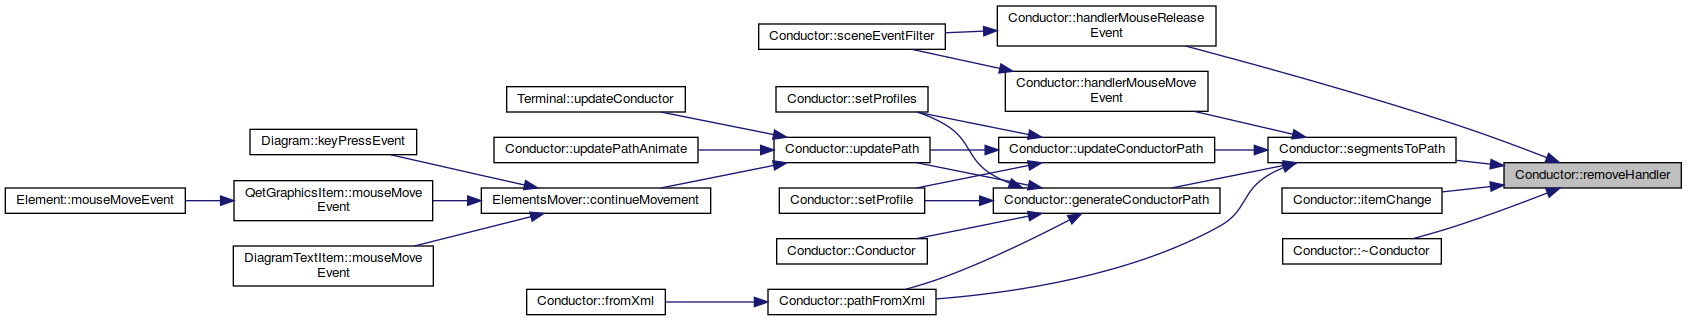 Conductor::handlerMouseRelease
Event
Conductor::sceneEventFilter
Conductor::handlerMouseMove
Event
Terminal::updateConductor
Conductor::setProfiles
Diagram::keyPressEvent
Conductor::updatePathAnimate
Conductor::updatePath
Conductor::updateConductorPath
Conductor::segmentsToPath
Conductor::removeHandler
Element::mouseMoveEvent
QetGraphicsItem::mouseMove
Event
ElementsMover::continueMovement
Conductor::setProfile
Conductor::generateConductorPath
Conductor::itemChange
DiagramTextItem::mouseMove
Event
Conductor::Conductor
Conductor::~Conductor
Conductor::fromXml
Conductor::pathFromXml